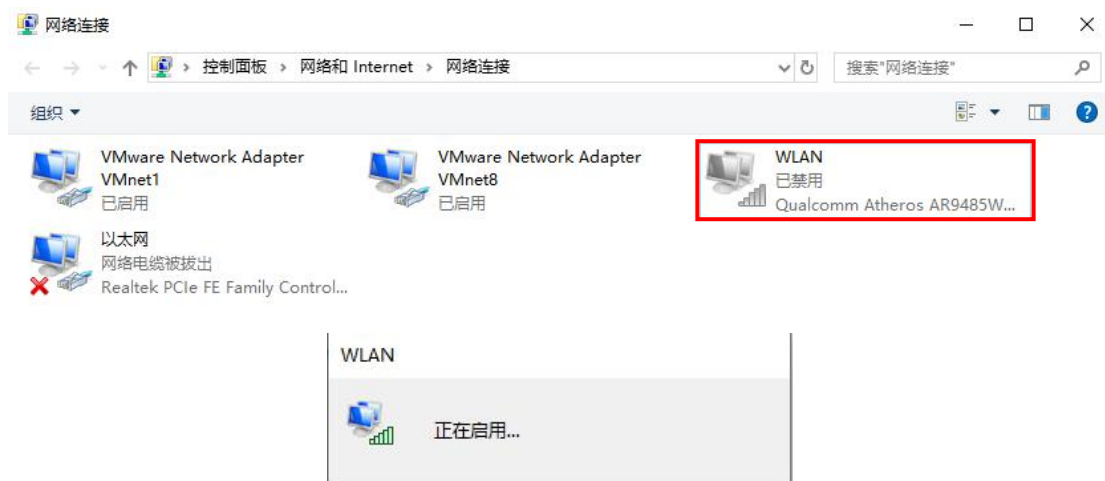 网络连接
控制面板 › 网络和 Internet › 网络连接
搜索"网络连接"
组织
VMware Network Adapter
VMnet1
已启用
VMware Network Adapter
VMnet8
已启用
WLAN
已禁用
Qualcomm Atheros AR9485W...
以太网
网络电缆被拔出
Realtek PCIe FE Family Control...
WLAN
正在启用...